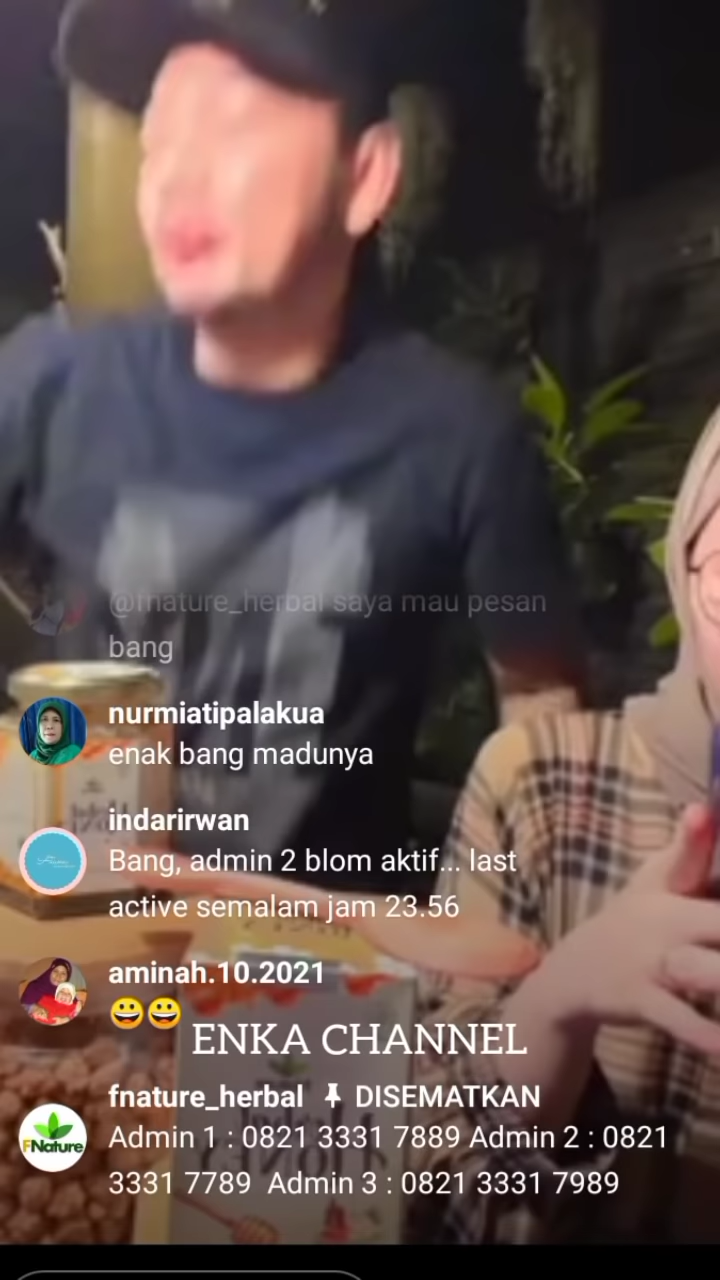 @fnature_herbal saya mau pesan
bang
nurmiatipalakua
enak bang madunya
indarirwan
Bang, admin 2 blom aktif... last
active semalam jam 23.56
aminah.10.2021
😀😀
ENKA CHANNEL
fnature_herbal 📌 DISEMATKAN
FNature
Admin 1 : 0821 3331 7889 Admin 2 : 0821
3331 7789 Admin 3 : 0821 3331 7989